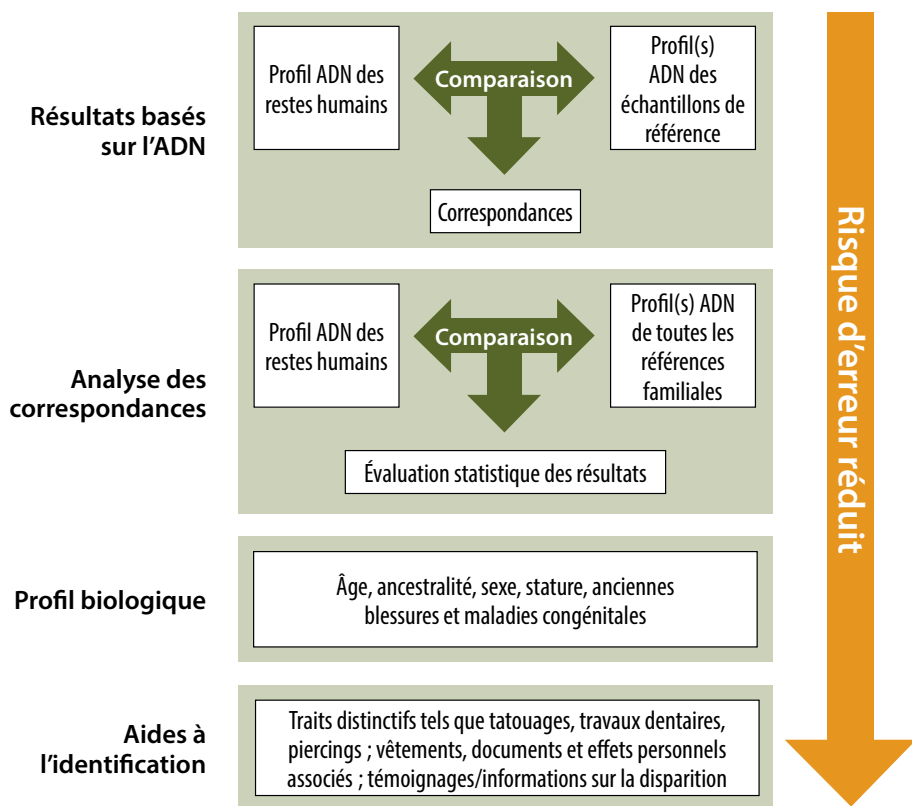 Résultats basés
sur l'ADN
Profil ADN des
restes humains
Comparaison
Profil(s)
ADN des
échantillons de
référence
Correspondances
Analyse des
correspondances
Profil ADN des
restes humains
Comparaison
Profil(s) ADN
de toutes les
références
familiales
Évaluation statistique des résultats
Profil biologique
Âge, ancestralité, sexe, stature, anciennes
blessures et maladies congénitales
Aides à
l'identification
Traits distinctifs tels que tatouages, travaux dentaires,
piercings ; vêtements, documents et effets personnels
associés ; témoignages/informations sur la disparition
Risque d'erreur réduit